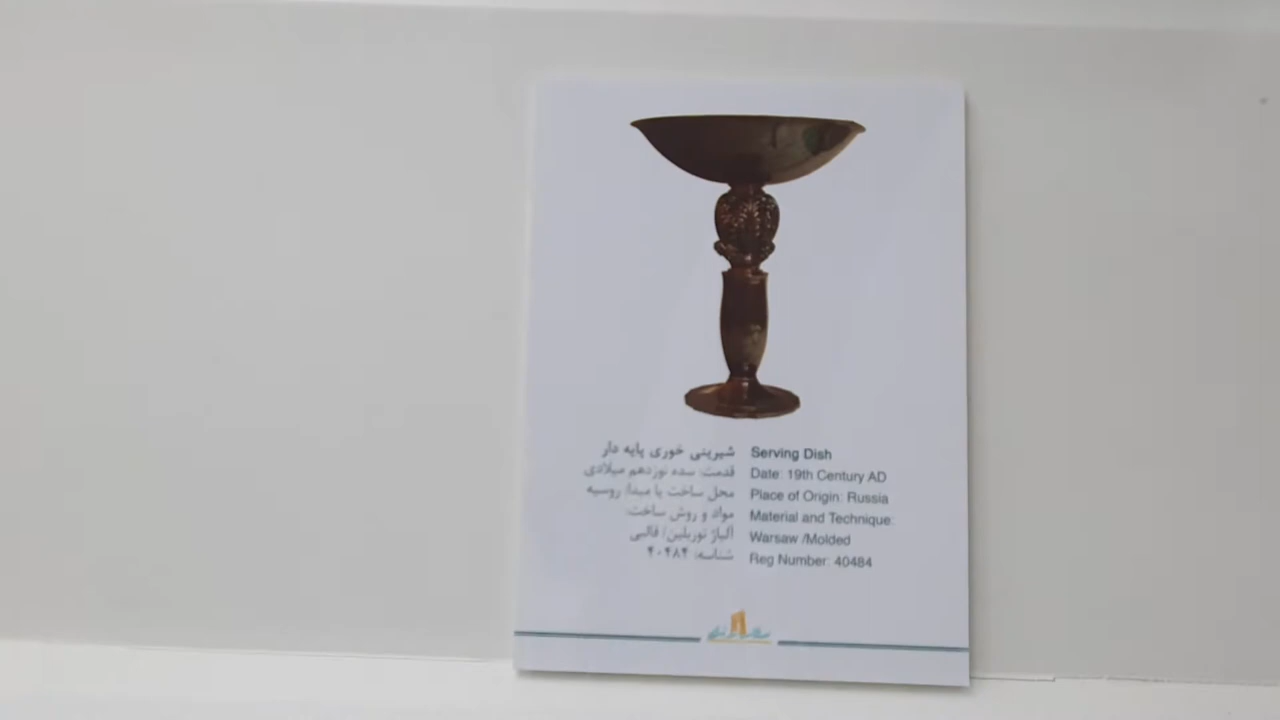 شیرینی خوری پایه دار
قدمت: سده نوزدهم میلادی
محل ساخت یا مبدا: روسیه
مواد و روش ساخت:
آلیاژ نوربلین/ قالبی
شناسه: ۴۰۴۸۴
Serving Dish
Date: 19th Century AD
Place of Origin: Russia
Material and Technique:
Warsaw /Molded
Reg Number: 40484